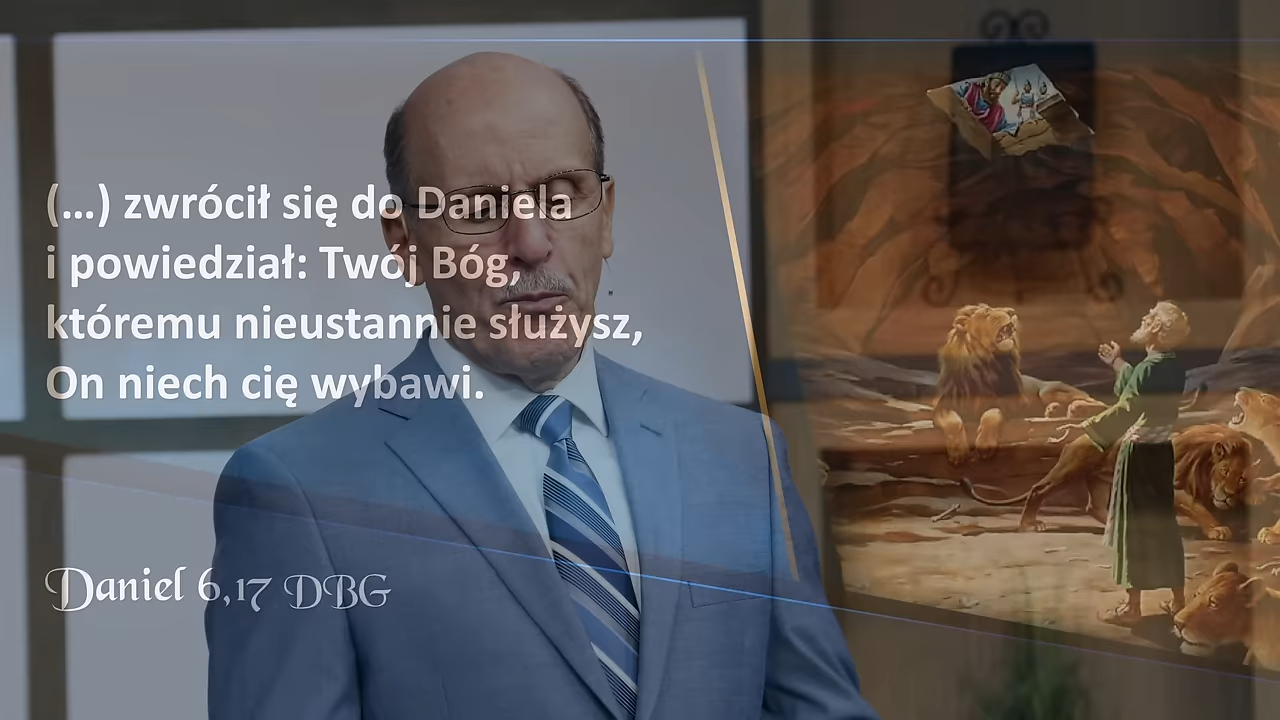 (...) zwrócił się do Daniela
i powiedział: Twój Bóg,
któremu nieustannie służysz,
On niech cię wybawi.
Daniel 6,17 DBG